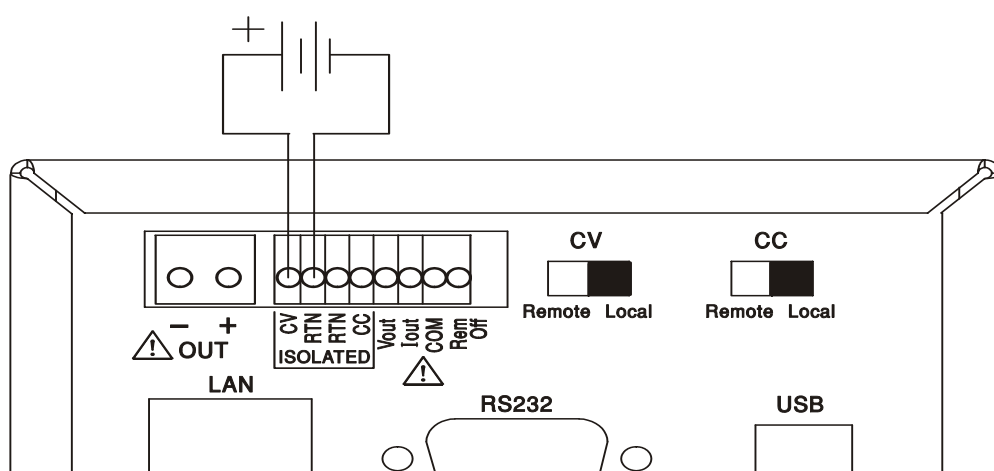 +
CV CC
Remote Local Remote Local
− +
OUT
CV
RTN
RTN
CC
Vout
Iout
COM
Rem
Off
ISOLATED
LAN
RS232
USB